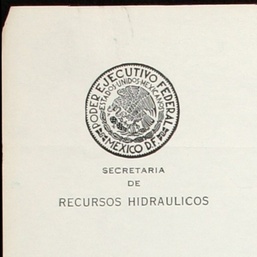 PODER EJECUTIVO FEDERAL
ESTADOS UNIDOS MEXICANOS
MEXICO D.F.
SECRETARIA
DE
RECURSOS HIDRAULICOS